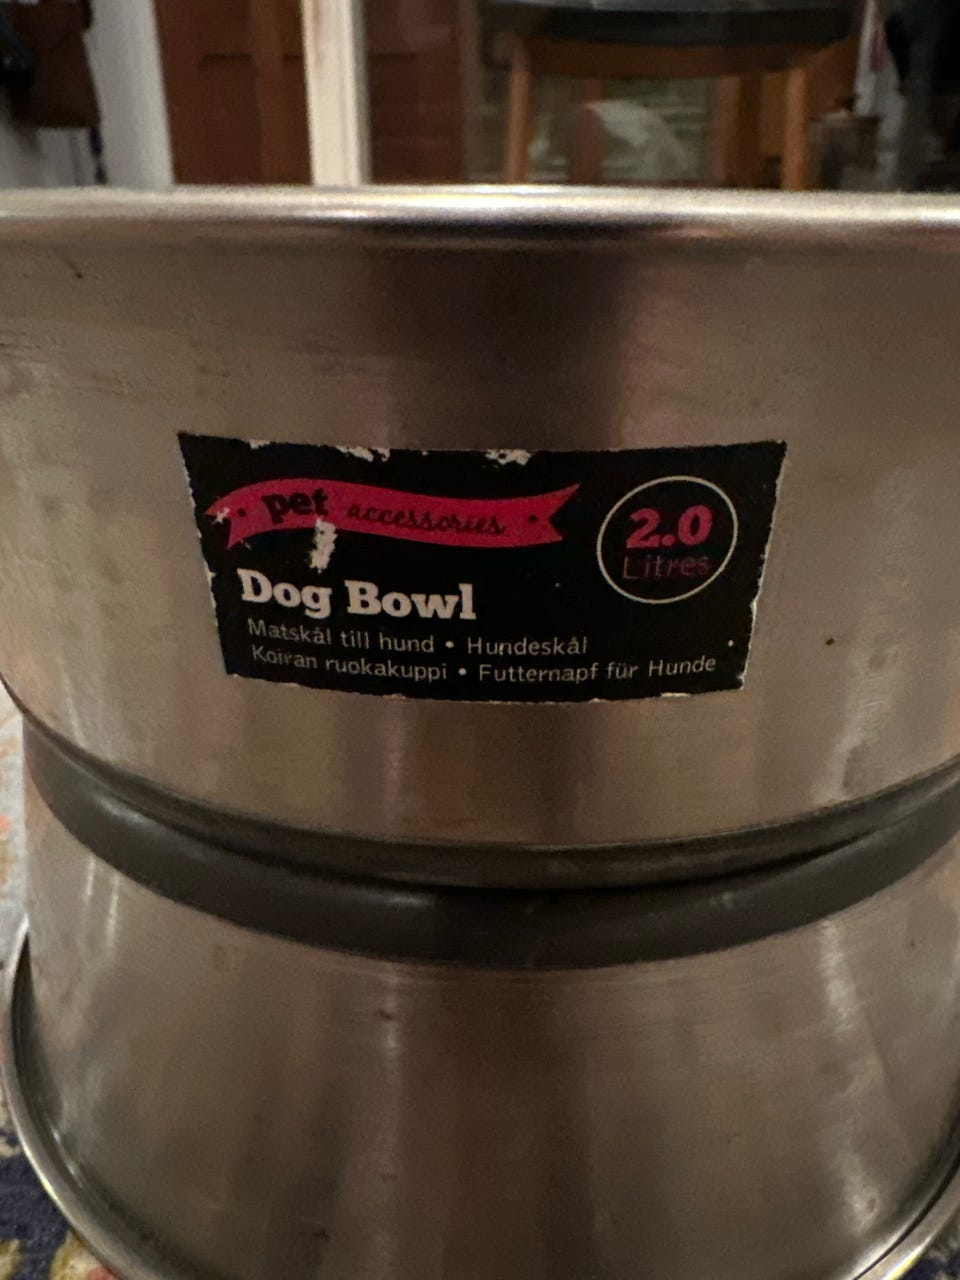 pet accessories
2.0
Litres
Dog Bowl
Matskål till hund • Hundeskål
Koiran ruokakuppi • Futternapf für Hunde